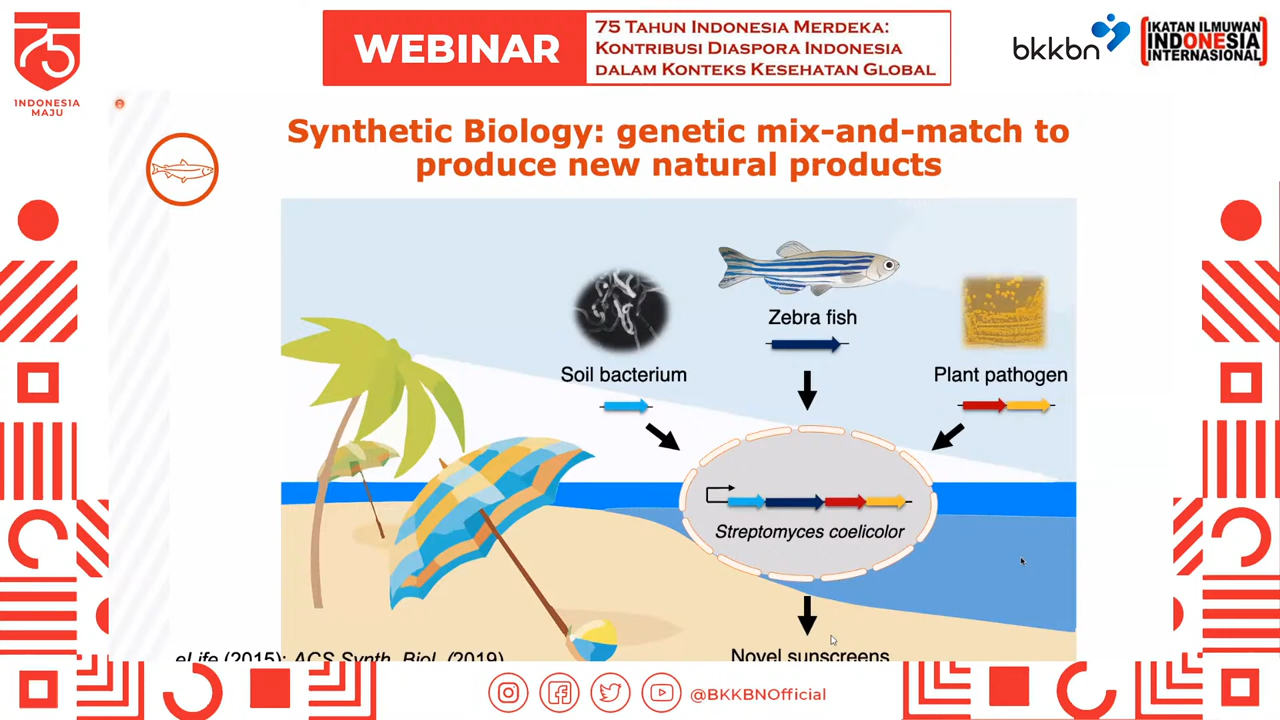 75
INDONESIA
MAJU
WEBINAR
75 TAHUN INDONESIA MERDEKA:
KONTRIBUSI DIASPORA INDONESIA
DALAM KONTEKS KESEHATAN GLOBAL
bkkbn
IKATAN ILMUWAN
INDONESIA
INTERNASIONAL
Synthetic Biology: genetic mix-and-match to
produce new natural products
Zebra fish
Soil bacterium
Plant pathogen
Streptomyces coelicolor
Novel sunscreens
eLife (2015); ACS Synth. Biol. (2019)
@BKKBNOfficial